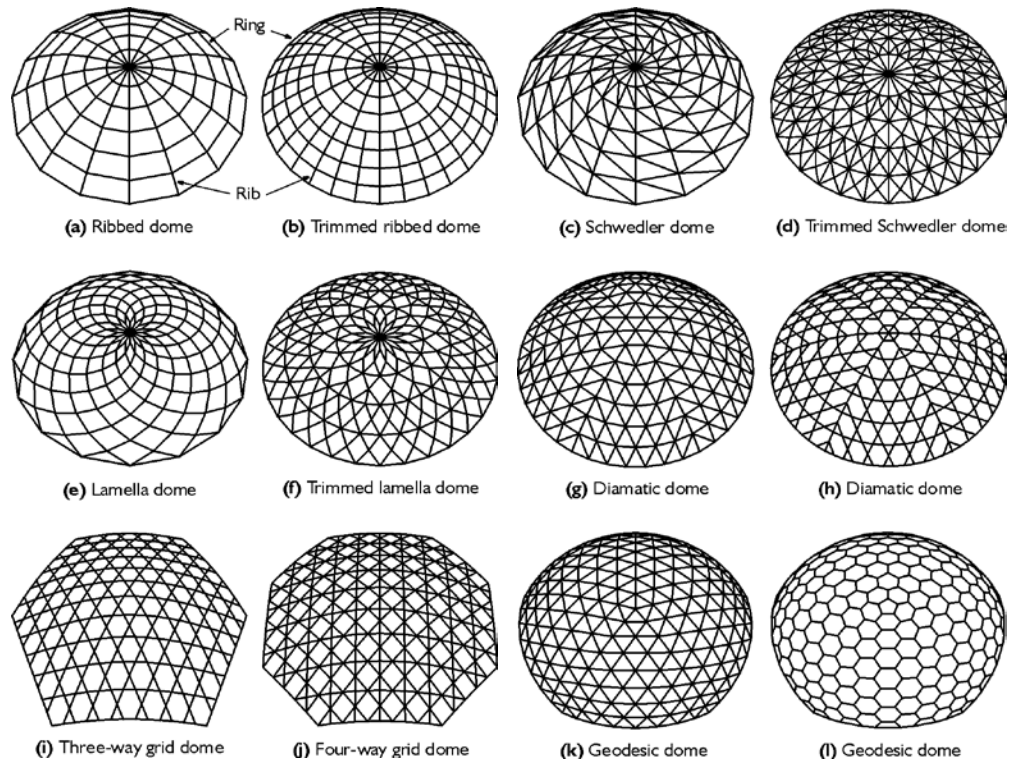 Ring
Rib
(a) Ribbed dome
(b) Trimmed ribbed dome
(c) Schwedler dome
(d) Trimmed Schwedler domes
(e) Lamella dome
(f) Trimmed lamella dome
(g) Diamatic dome
(h) Diamatic dome
(i) Three-way grid dome
(j) Four-way grid dome
(k) Geodesic dome
(l) Geodesic dome